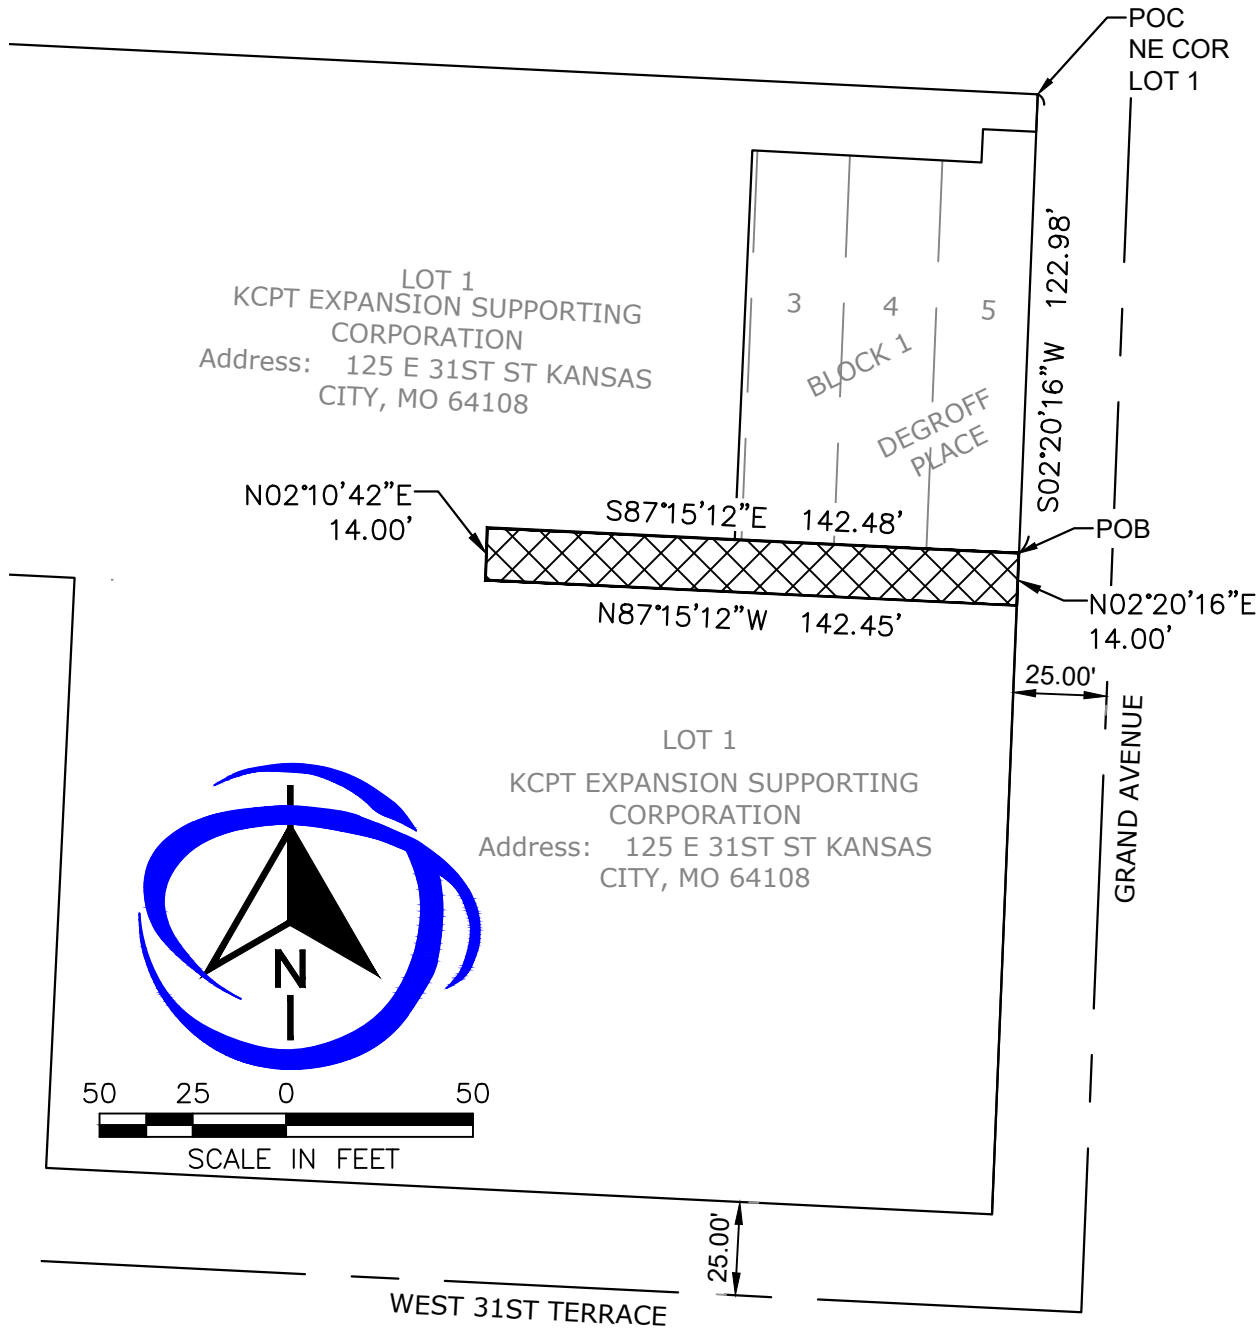 POC
NE COR
LOT 1
S02°20'16"W 122.98'
LOT 1
KCPT EXPANSION SUPPORTING
CORPORATION
Address: 125 E 31ST ST KANSAS
CITY, MO 64108
3
4
5
BLOCK 1
DEGROFF
PLACE
N02°10'42"E
14.00'
S87°15'12"E 142.48'
POB
N87°15'12"W 142.45'
N02°20'16"E
14.00'
25.00'
GRAND AVENUE
LOT 1
KCPT EXPANSION SUPPORTING
CORPORATION
Address: 125 E 31ST ST KANSAS
CITY, MO 64108
N
50 25 0 50
SCALE IN FEET
25.00'
WEST 31ST TERRACE